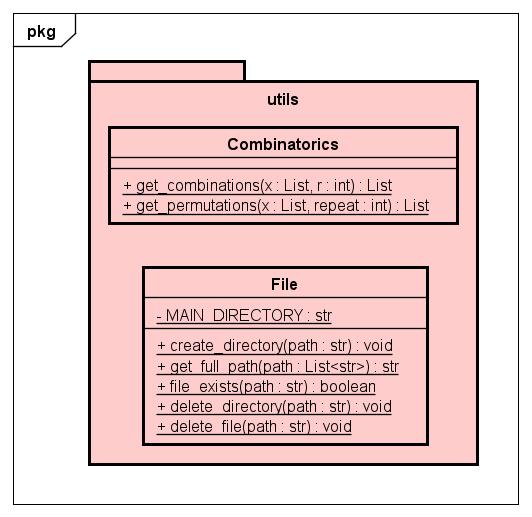 pkg
utils
Combinatorics
+ get_combinations(x : List, r : int) : List
+ get_permutations(x : List, repeat : int) : List
File
- MAIN_DIRECTORY : str
+ create_directory(path : str) : void
+ get_full_path(path : List<str>) : str
+ file_exists(path : str) : boolean
+ delete_directory(path : str) : void
+ delete_file(path : str) : void